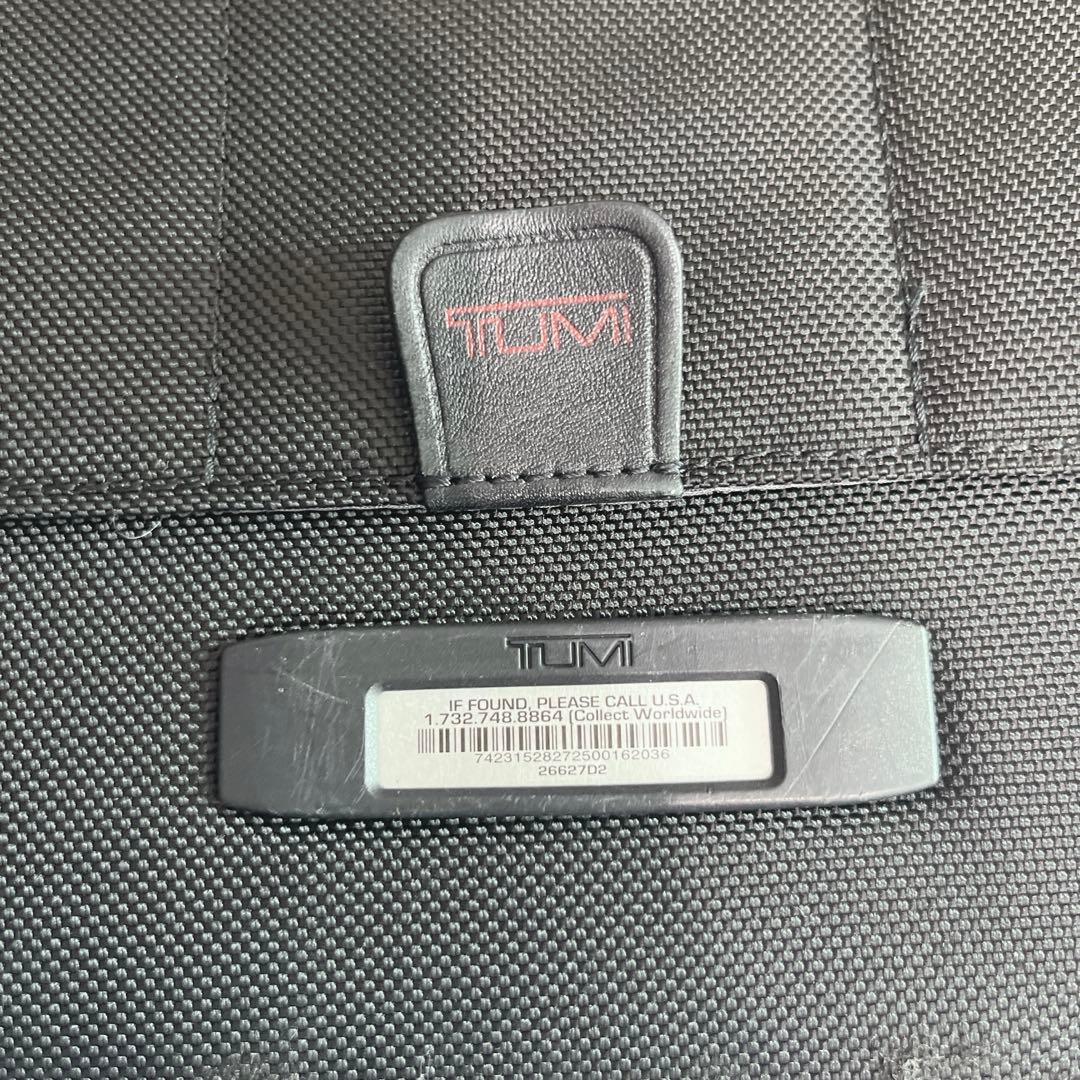 TUMI
TUMI
IF FOUND, PLEASE CALL U.S.A.
1.732.748.8864 (Collect Worldwide)
74231528272500162036
26627D2